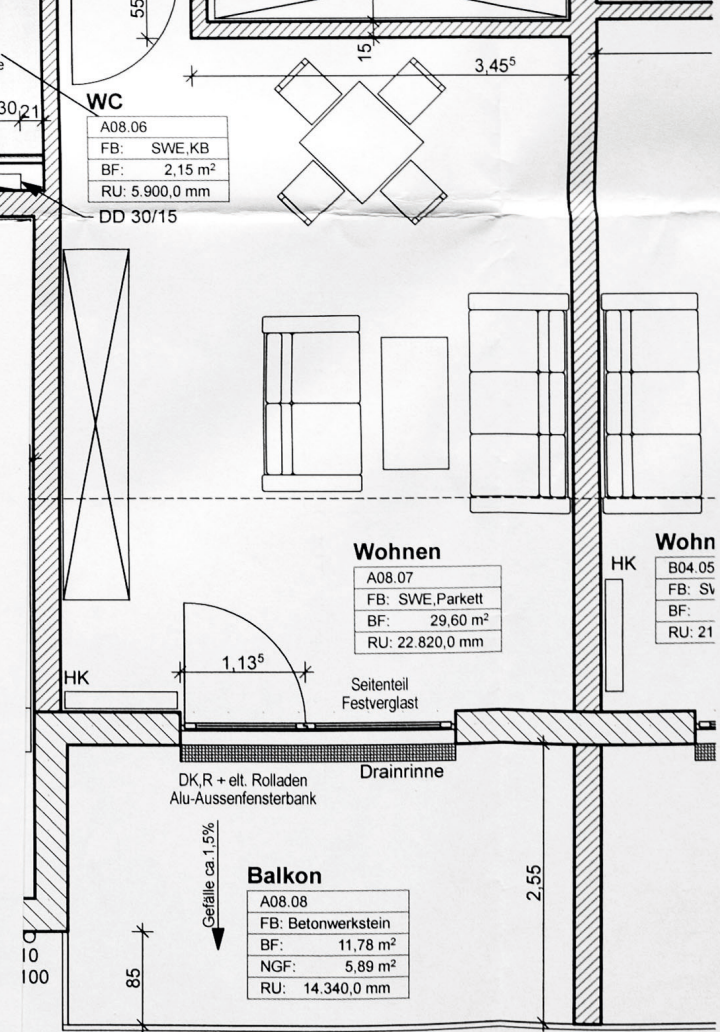 55
15
3,45⁵
30
21
WC
A08.06
FB: SWE,KB
BF: 2,15 m²
RU: 5.900,0 mm
DD 30/15
Wohnen
A08.07
FB: SWE,Parkett
BF: 29,60 m²
RU: 22.820,0 mm
HK
Wohn
B04.05
FB: SW
BF:
RU: 21
HK
1,13⁵
Seitenteil
Festverglast
DK,R + elt. Rolladen
Alu-Aussenfensterbank
Drainrinne
Gefälle ca.1,5%
Balkon
A08.08
FB: Betonwerkstein
BF: 11,78 m²
NGF: 5,89 m²
RU: 14.340,0 mm
2,55
85
10
100